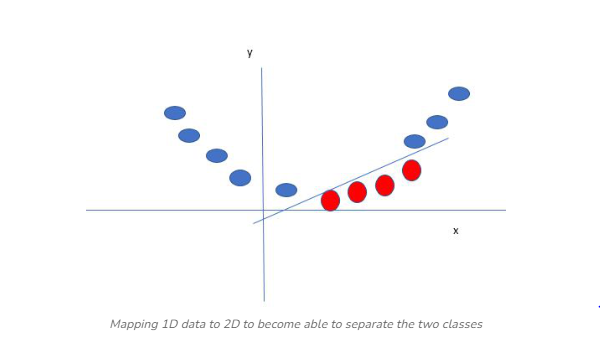 y
x
Mapping 1D data to 2D to become able to separate the two classes